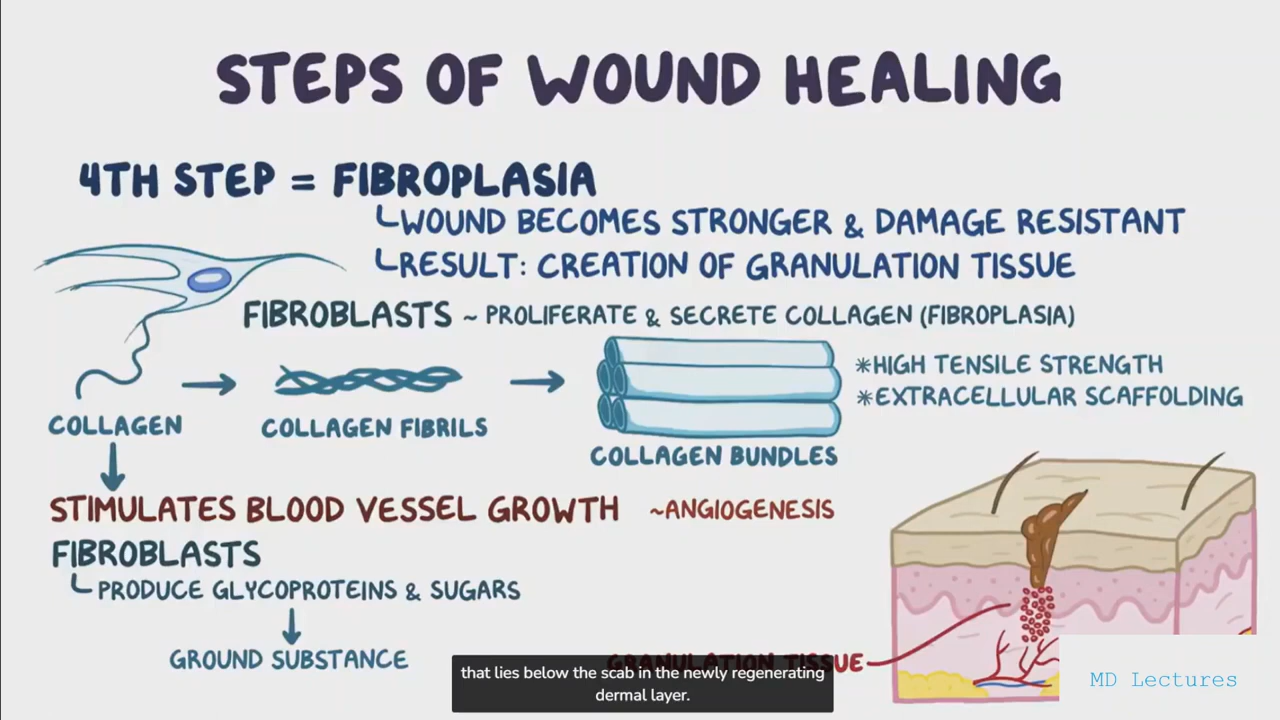 STEPS OF WOUND HEALING
4TH STEP = FIBROPLASIA
WOUND BECOMES STRONGER & DAMAGE RESISTANT
RESULT: CREATION OF GRANULATION TISSUE
FIBROBLASTS ~ PROLIFERATE & SECRETE COLLAGEN (FIBROPLASIA)
*HIGH TENSILE STRENGTH
*EXTRACELLULAR SCAFFOLDING
COLLAGEN
COLLAGEN FIBRILS
COLLAGEN BUNDLES
STIMULATES BLOOD VESSEL GROWTH ~ANGIOGENESIS
FIBROBLASTS
PRODUCE GLYCOPROTEINS & SUGARS
GROUND SUBSTANCE
GRANULATION TISSUE
that lies below the scab in the newly regenerating
dermal layer.
MD Lectures